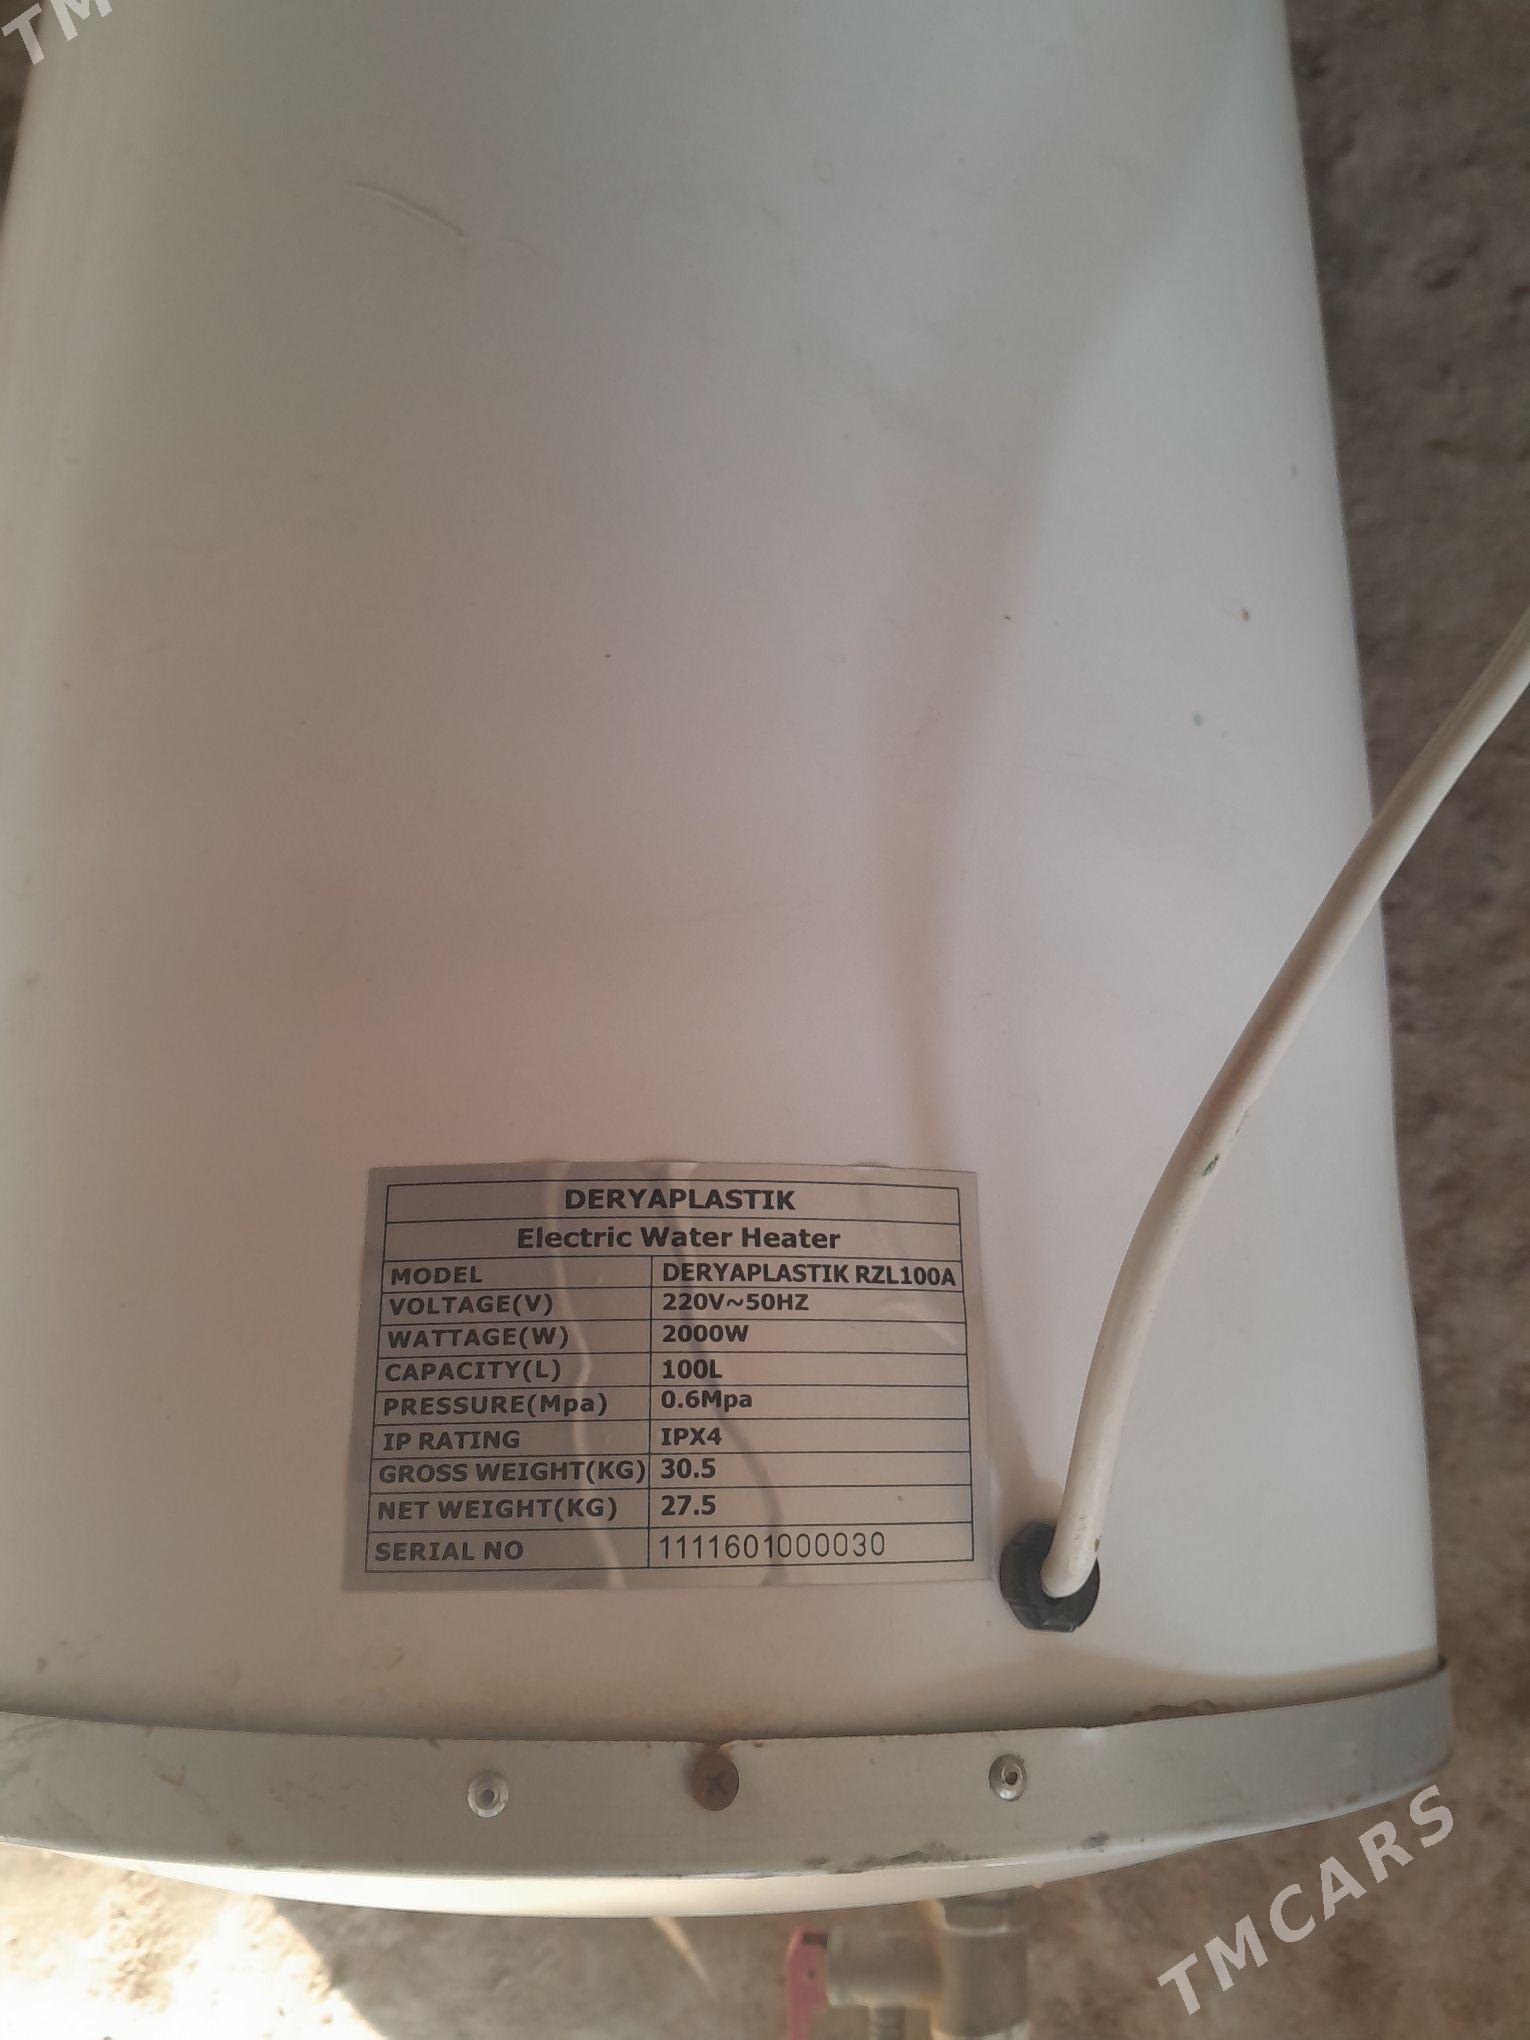 TM
DERYAPLASTIK
Electric Water Heater
MODEL DERYAPLASTIK RZL100A
VOLTAGE(V) 220V~50HZ
WATTAGE(W) 2000W
CAPACITY(L) 100L
PRESSURE(Mpa) 0.6Mpa
IP RATING IPX4
GROSS WEIGHT(KG) 30.5
NET WEIGHT(KG) 27.5
SERIAL NO 1111601000030
TMCARS